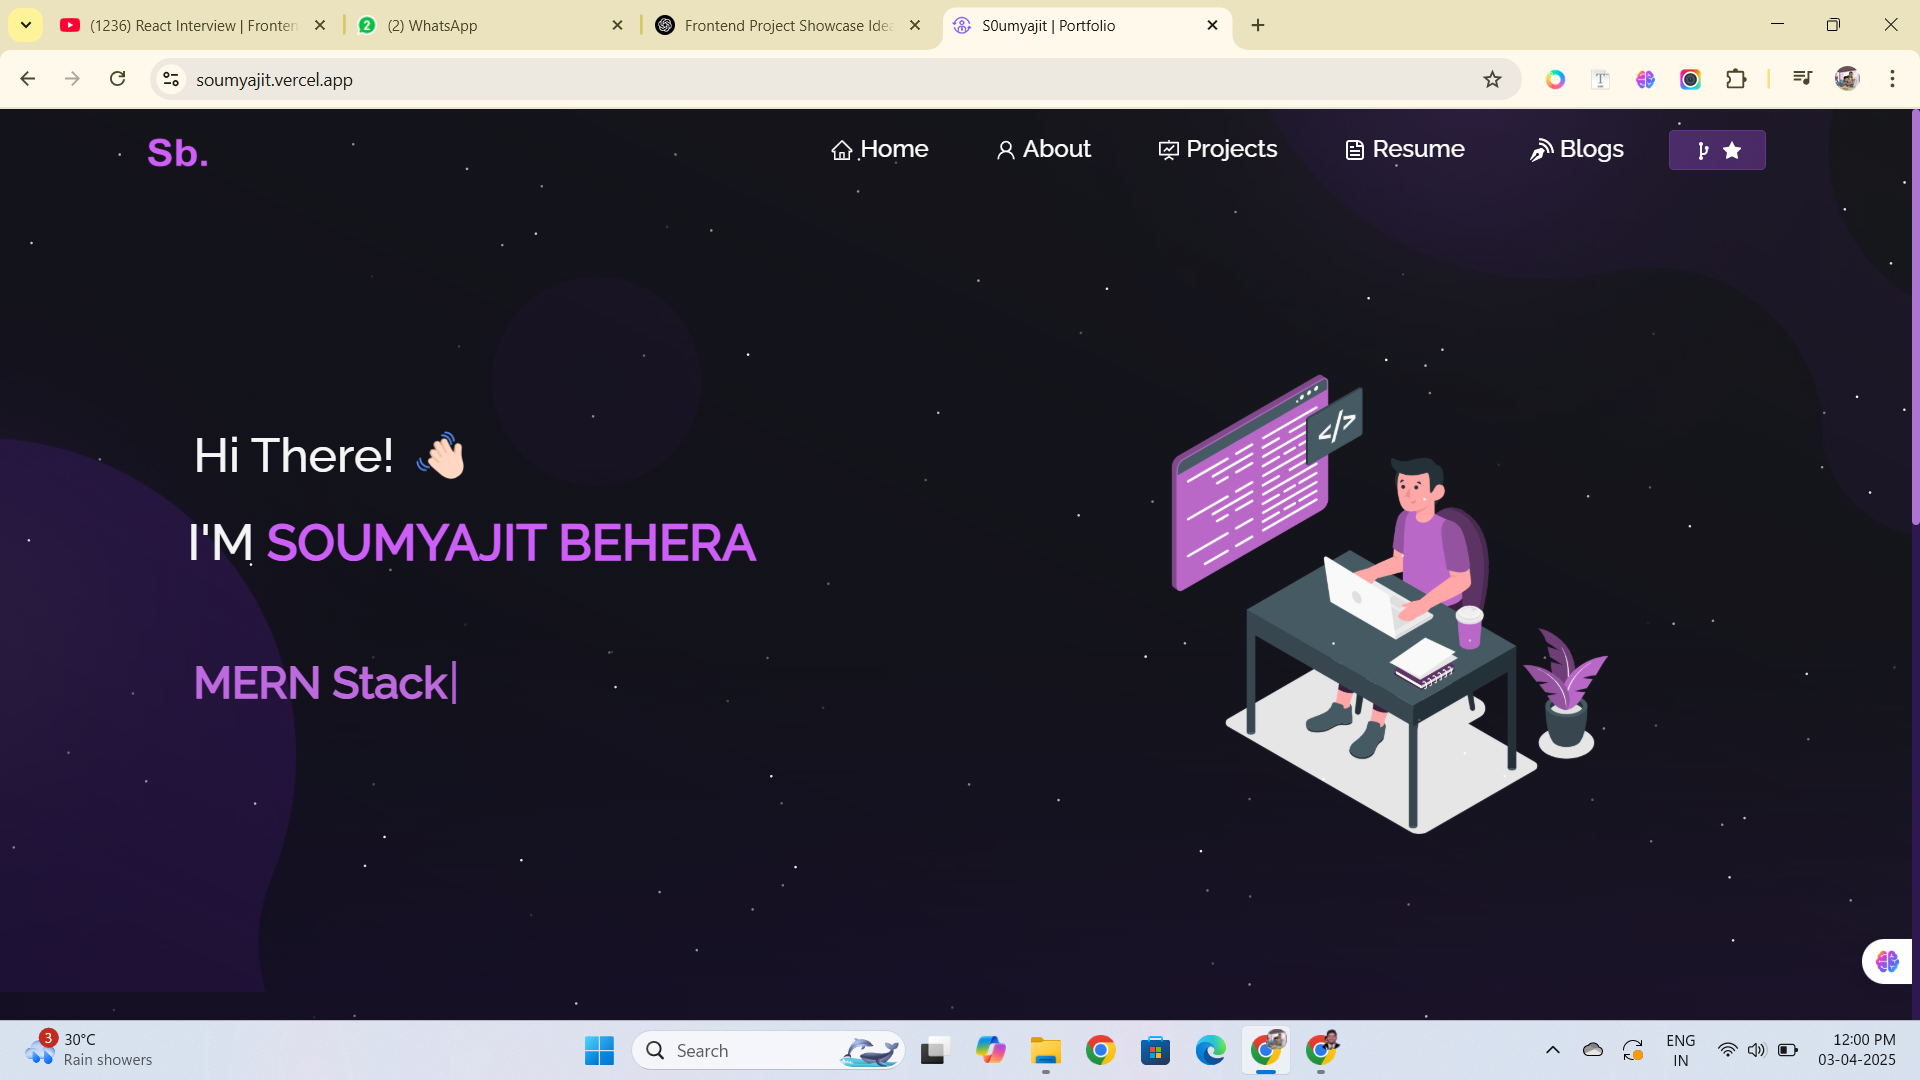 (1236) React Interview | Fronten
(2) WhatsApp
Frontend Project Showcase Idea
S0umyajit | Portfolio
soumyajit.vercel.app
Sb.
Home
About
Projects
Resume
Blogs
Hi There!
I'M SOUMYAJIT BEHERA
MERN Stack|
</>
3
30°C
Rain showers
Search
ENG
IN
12:00 PM
03-04-2025